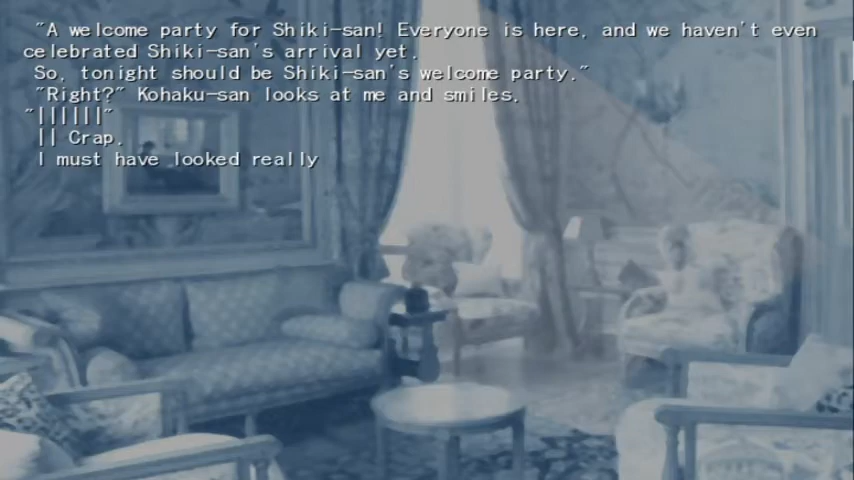 "A welcome party for Shiki-san! Everyone is here, and we haven't even
celebrated Shiki-san's arrival yet.
So, tonight should be Shiki-san's welcome party."
"Right?" Kohaku-san looks at me and smiles.
"||||||"
|| Crap.
I must have looked really